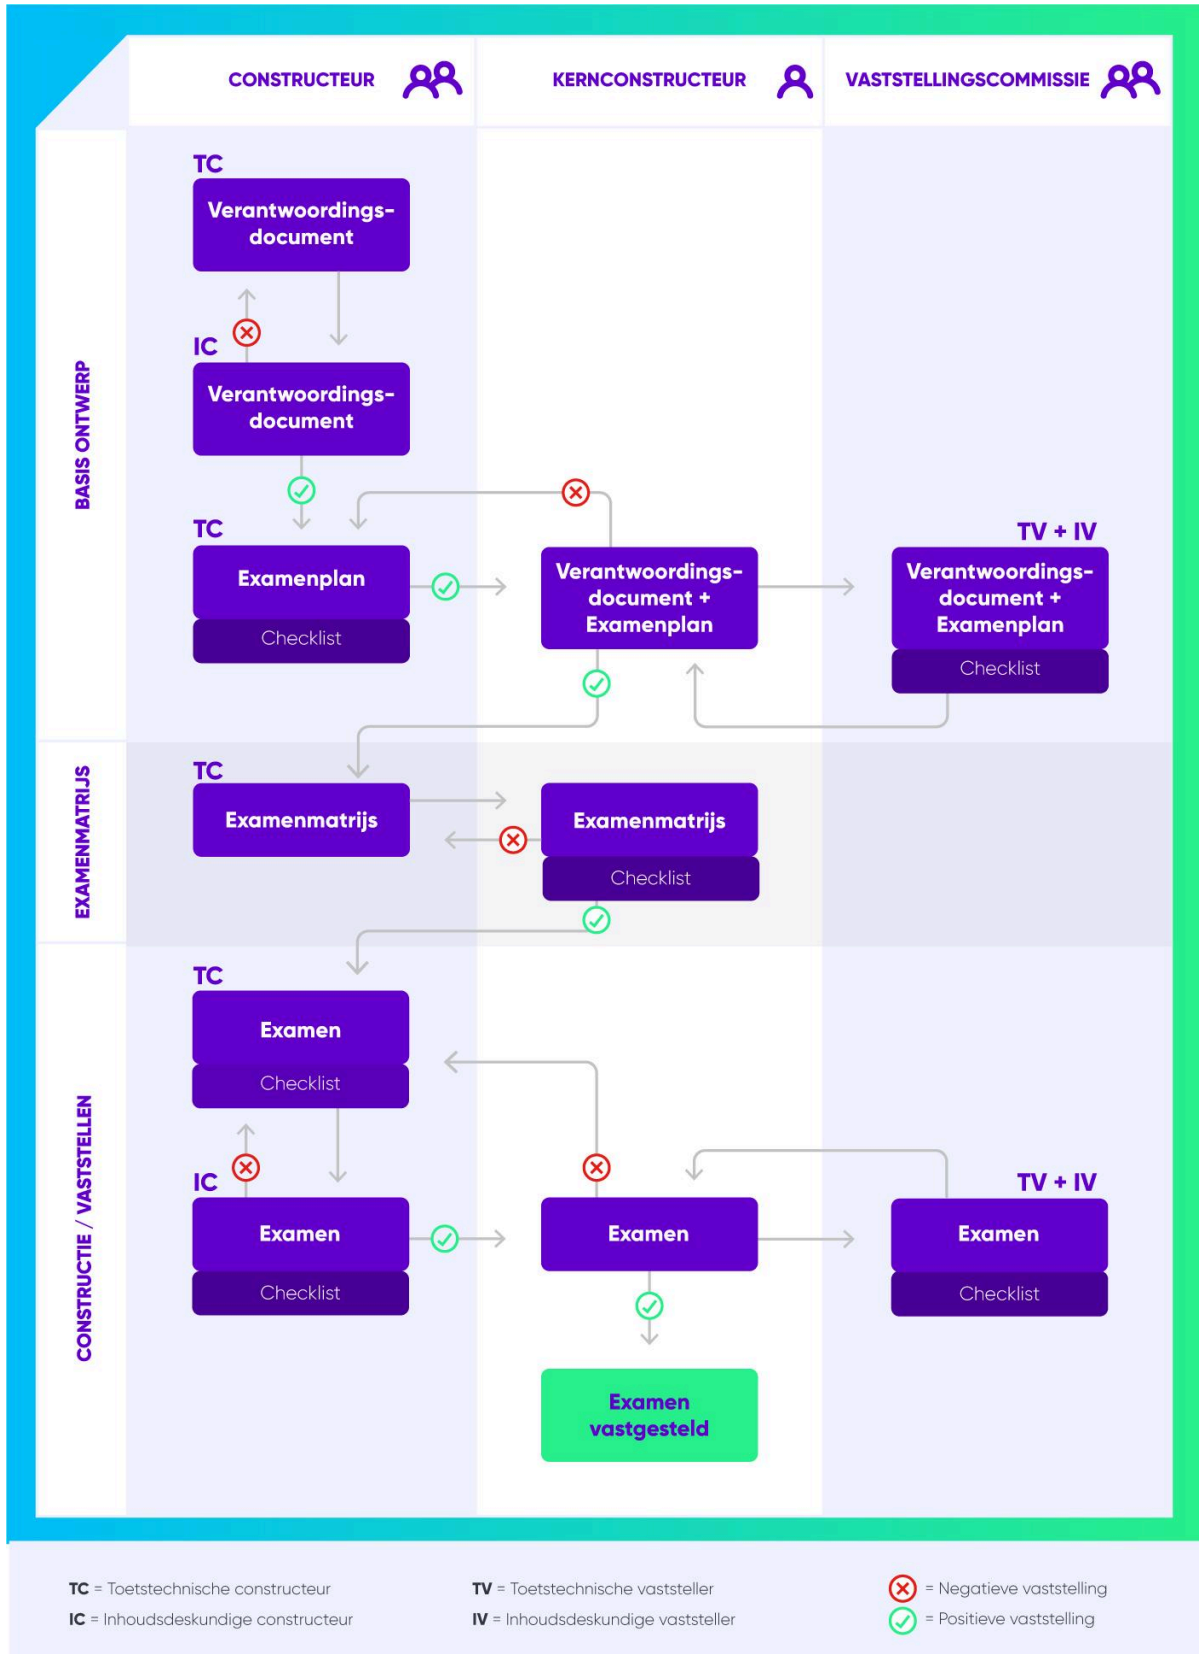 CONSTRUCTEUR
KERNCONSTRUCTEUR
VASTSTELLINGSCOMMISSIE
BASIS ONTWERP
TC
Verantwoordings-
document
IC
Verantwoordings-
document
TC
Examenplan
Checklist
Verantwoordings-
document +
Examenplan
TV + IV
Verantwoordings-
document +
Examenplan
Checklist
EXAMENMATRIJS
TC
Examenmatrijs
Examenmatrijs
Checklist
CONSTRUCTIE / VASTSTELLEN
TC
Examen
Checklist
IC
Examen
Checklist
Examen
TV + IV
Examen
Checklist
Examen
vastgesteld
TC = Toetstechnische constructeur
IC = Inhoudsdeskundige constructeur
TV = Toetstechnische vaststeller
IV = Inhoudsdeskundige vaststeller
= Negatieve vaststelling
= Positieve vaststelling